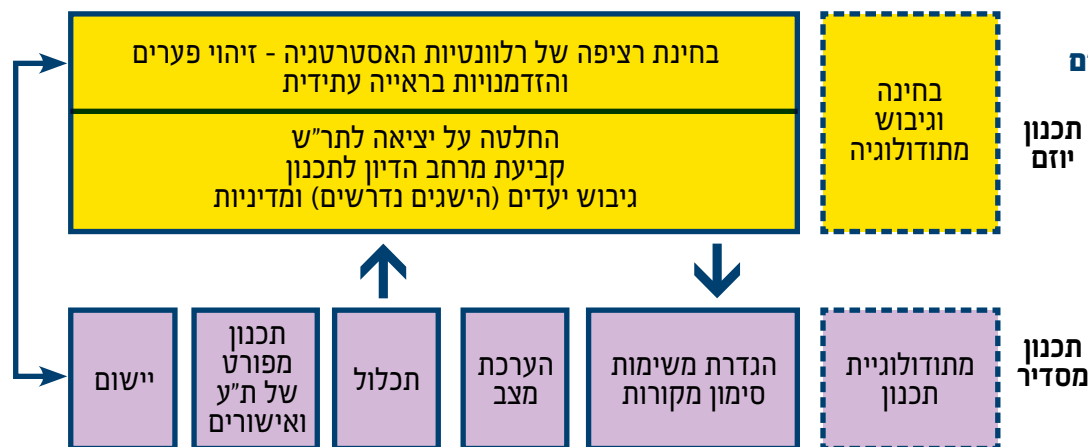 תכנון
יוזם
בחינה
וגיבוש
מתודולוגיה
בחינת רציפה של רלוונטיות האסטרטגיה - זיהוי פערים
והזדמנויות בראייה עתידית
החלטה על יציאה לתר"ש
קביעת מרחב הדיון לתכנון
גיבוש יעדים (הישגים נדרשים) ומדיניות
תכנון
מסדיר
מתודולוגיית
תכנון
הגדרת משימות
סימון מקורות
הערכת
מצב
תכלול
תכנון
מפורט
של ת"ע
ואישורים
יישום